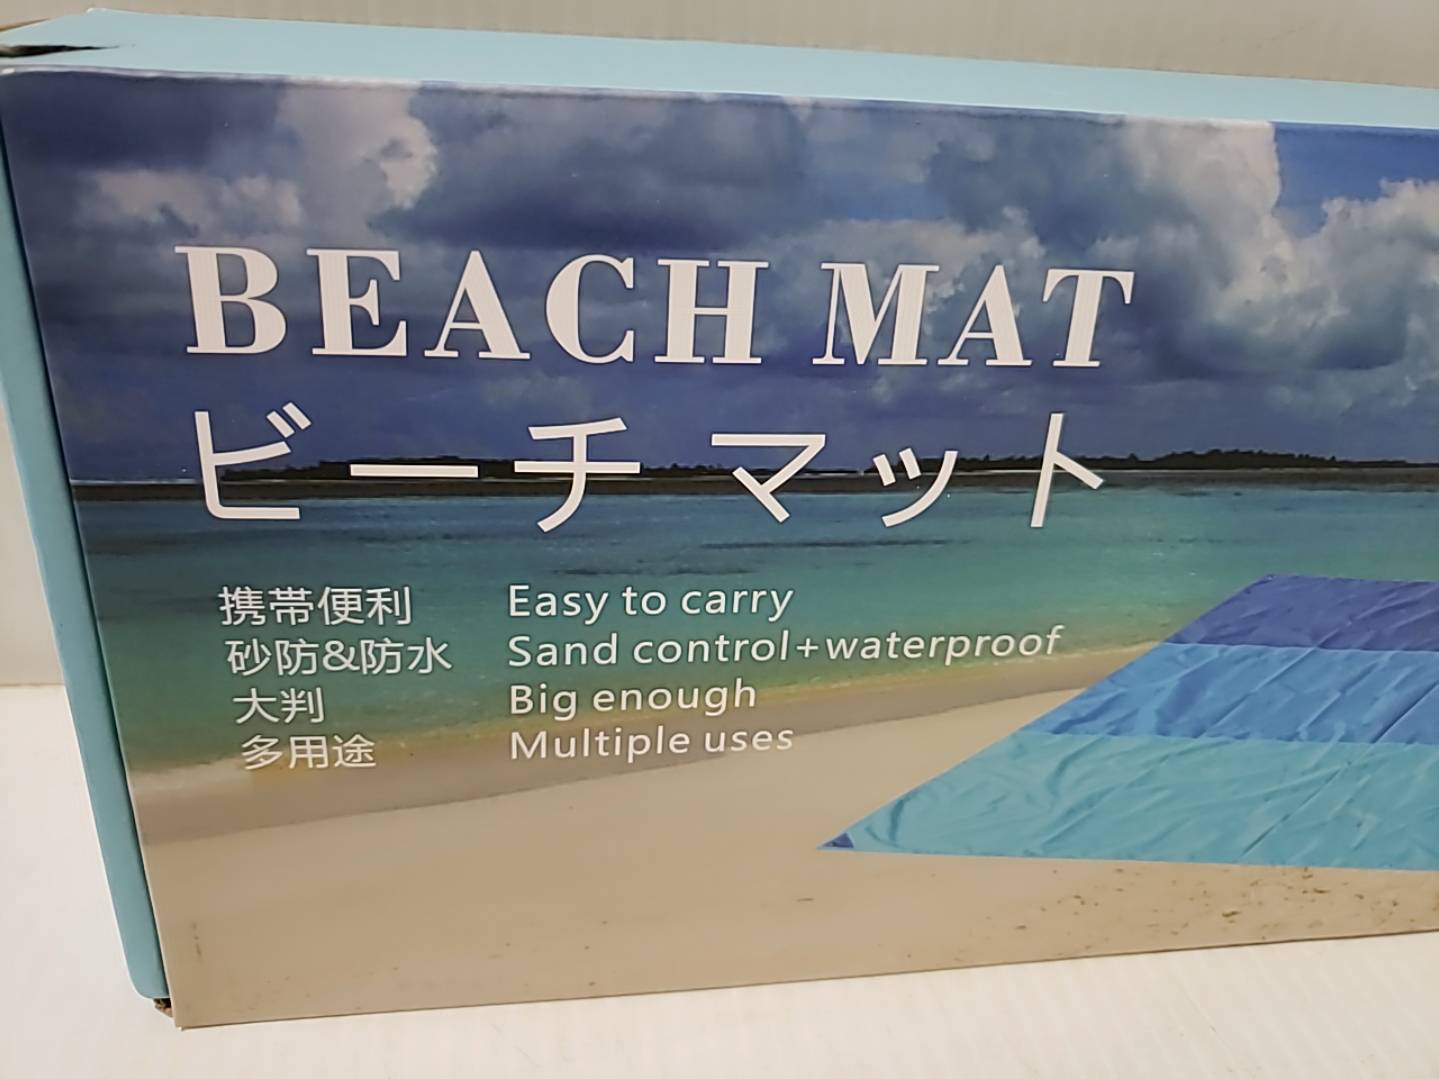 BEACH MAT
ビーチマット
携帯便利 Easy to carry
砂防&防水 Sand control+waterproof
大判 Big enough
多用途 Multiple uses